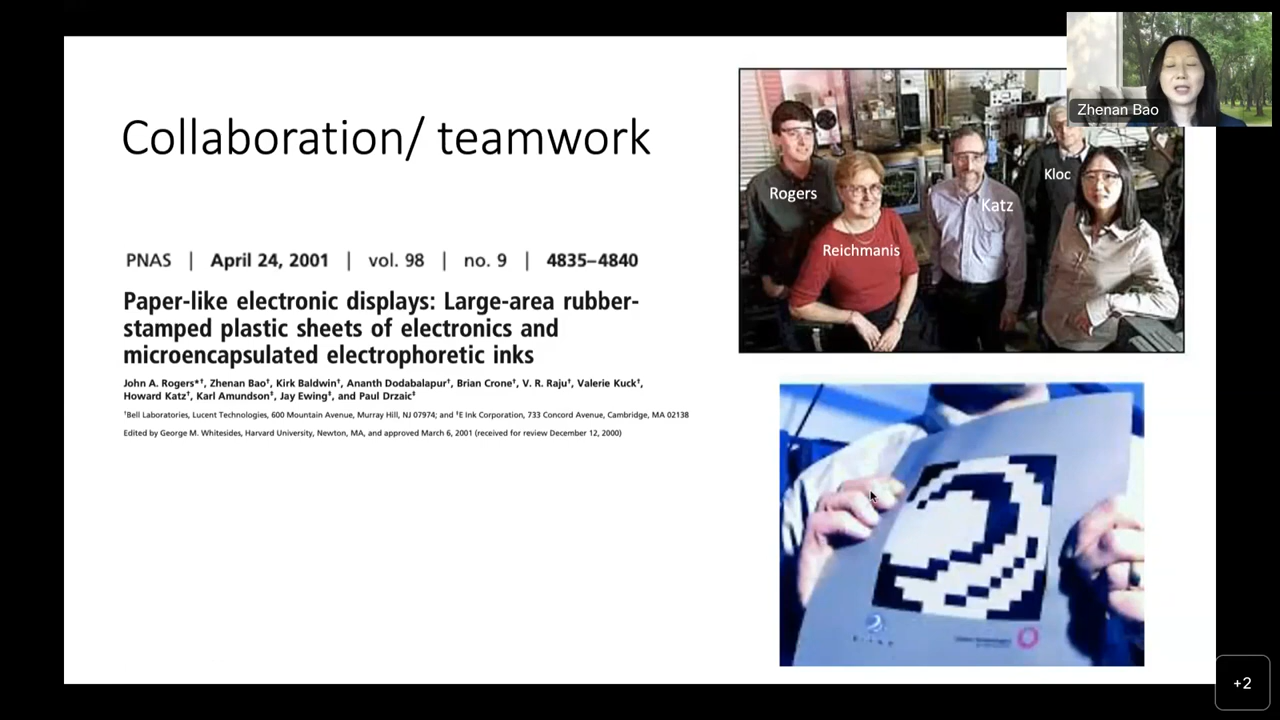 Collaboration/ teamwork
PNAS | April 24, 2001 | vol. 98 | no. 9 | 4835–4840
Paper-like electronic displays: Large-area rubber-
stamped plastic sheets of electronics and
microencapsulated electrophoretic inks
John A. Rogers*†, Zhenan Bao†, Kirk Baldwin†, Ananth Dodabalapur†, Brian Crone†, V. R. Raju†, Valerie Kuck†,
Howard Katz†, Karl Amundson‡, Jay Ewing‡, and Paul Drzaic‡
†Bell Laboratories, Lucent Technologies, 600 Mountain Avenue, Murray Hill, NJ 07974; and ‡E Ink Corporation, 733 Concord Avenue, Cambridge, MA 02138
Edited by George M. Whitesides, Harvard University, Newton, MA, and approved March 6, 2001 (received for review December 12, 2000)
Zhenan Bao
Rogers
Reichmanis
Katz
Kloc
E INK
+2